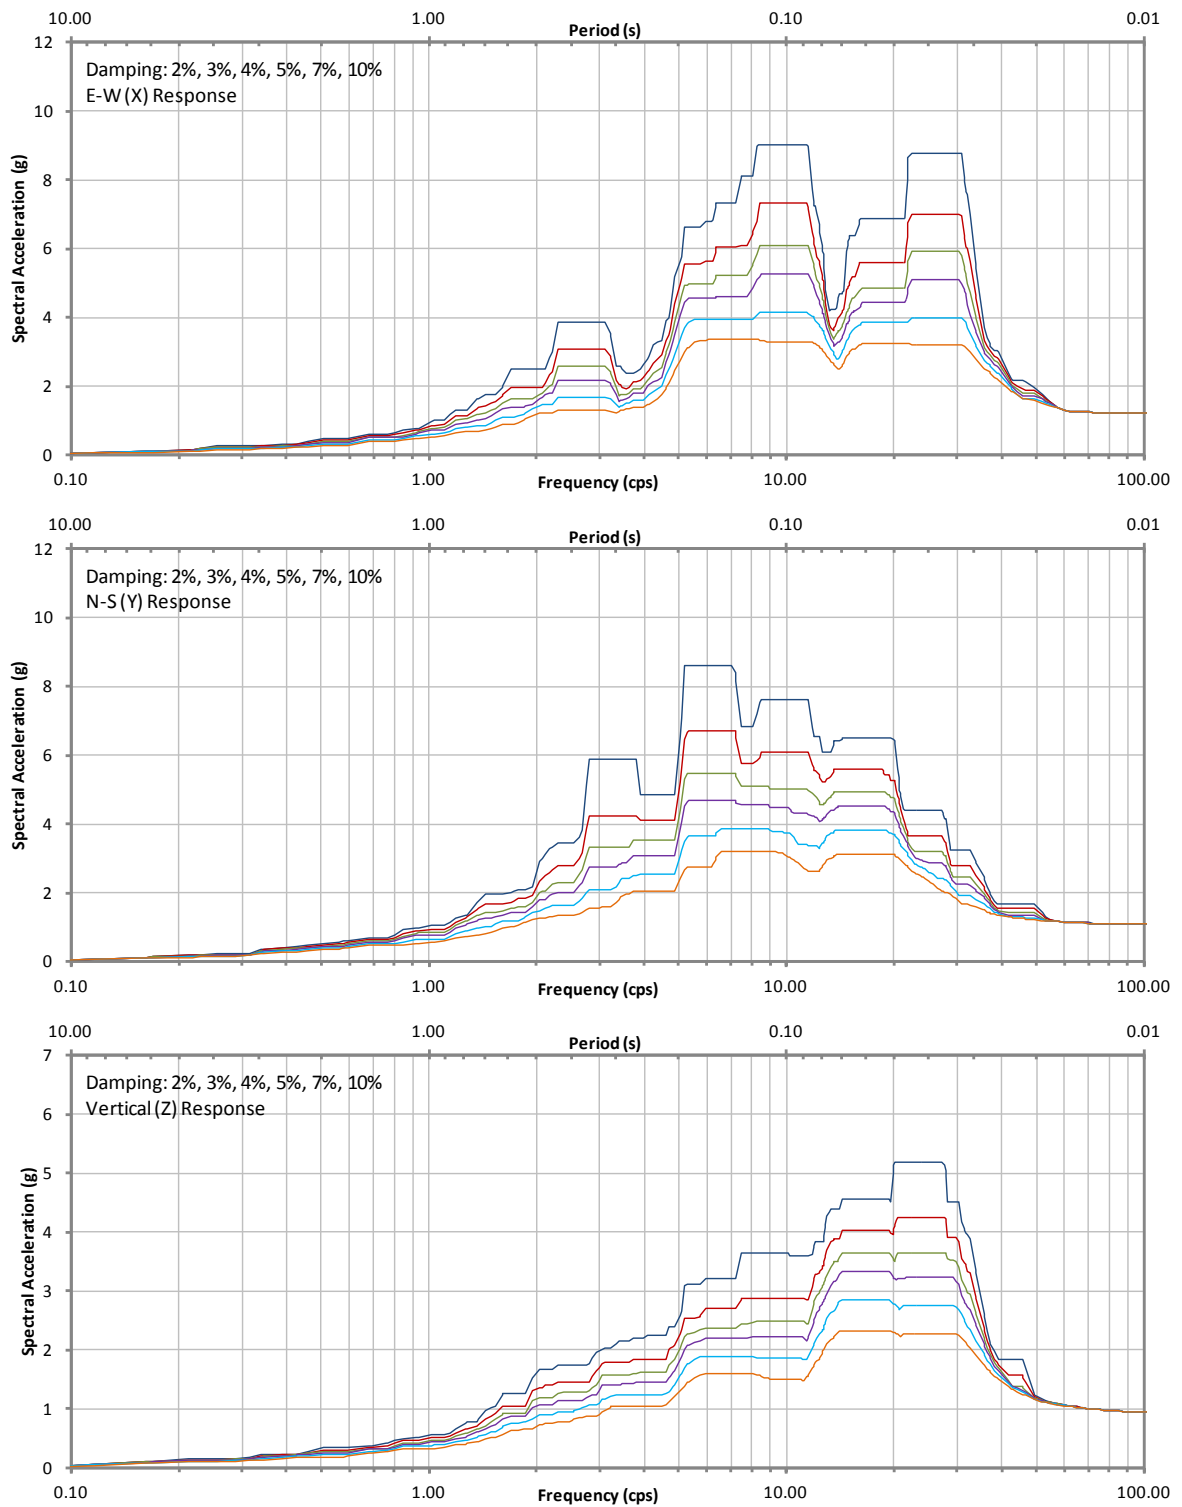 10.00 1.00 0.10 0.01
Period (s)
12
Damping: 2%, 3%, 4%, 5%, 7%, 10%
E-W (X) Response
10
8
Spectral Acceleration (g)
6
4
2
0
0.10 1.00 10.00 100.00
Frequency (cps)
10.00 1.00 0.10 0.01
Period (s)
12
Damping: 2%, 3%, 4%, 5%, 7%, 10%
N-S (Y) Response
10
8
Spectral Acceleration (g)
6
4
2
0
0.10 1.00 10.00 100.00
Frequency (cps)
10.00 1.00 0.10 0.01
Period (s)
7
Damping: 2%, 3%, 4%, 5%, 7%, 10%
Vertical (Z) Response
6
5
Spectral Acceleration (g)
4
3
2
1
0
0.10 1.00 10.00 100.00
Frequency (cps)